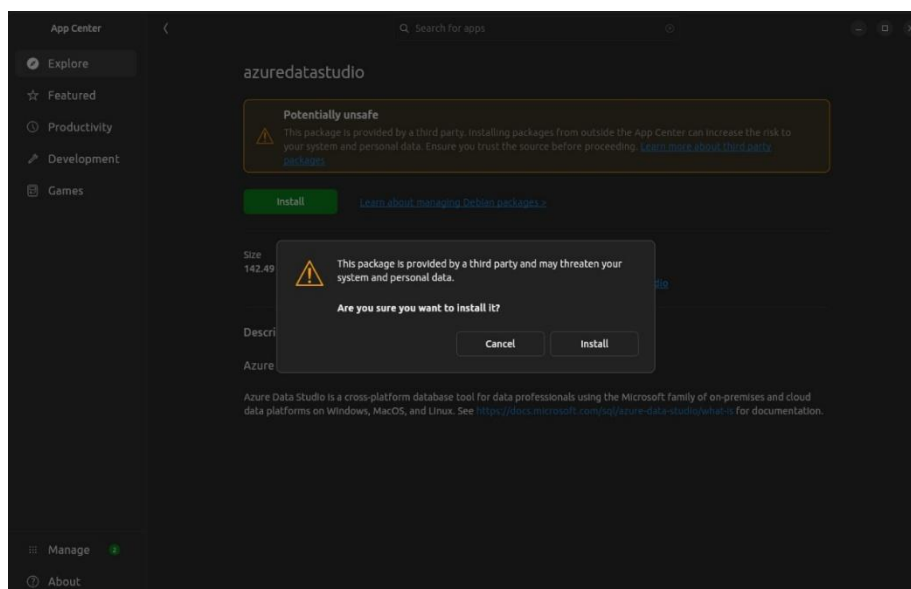 App Center
Search for apps
Explore
Featured
Productivity
Development
Games
azuredatastudio
Potentially unsafe
This package is provided by a third party. Installing packages from outside the App Center can increase the risk to
your system and personal data. Ensure you trust the source before proceeding. Learn more about third party
packages
Install
Learn about managing Debian packages >
Size
142.49
This package is provided by a third party and may threaten your
system and personal data.
Are you sure you want to install it?
Cancel
Install
Descri
Azure
Azure Data Studio is a cross-platform database tool for data professionals using the Microsoft family of on-premises and cloud
data platforms on Windows, MacOS, and Linux. See https://docs.microsoft.com/sql/azure-data-studio/what-is for documentation.
Manage 2
About